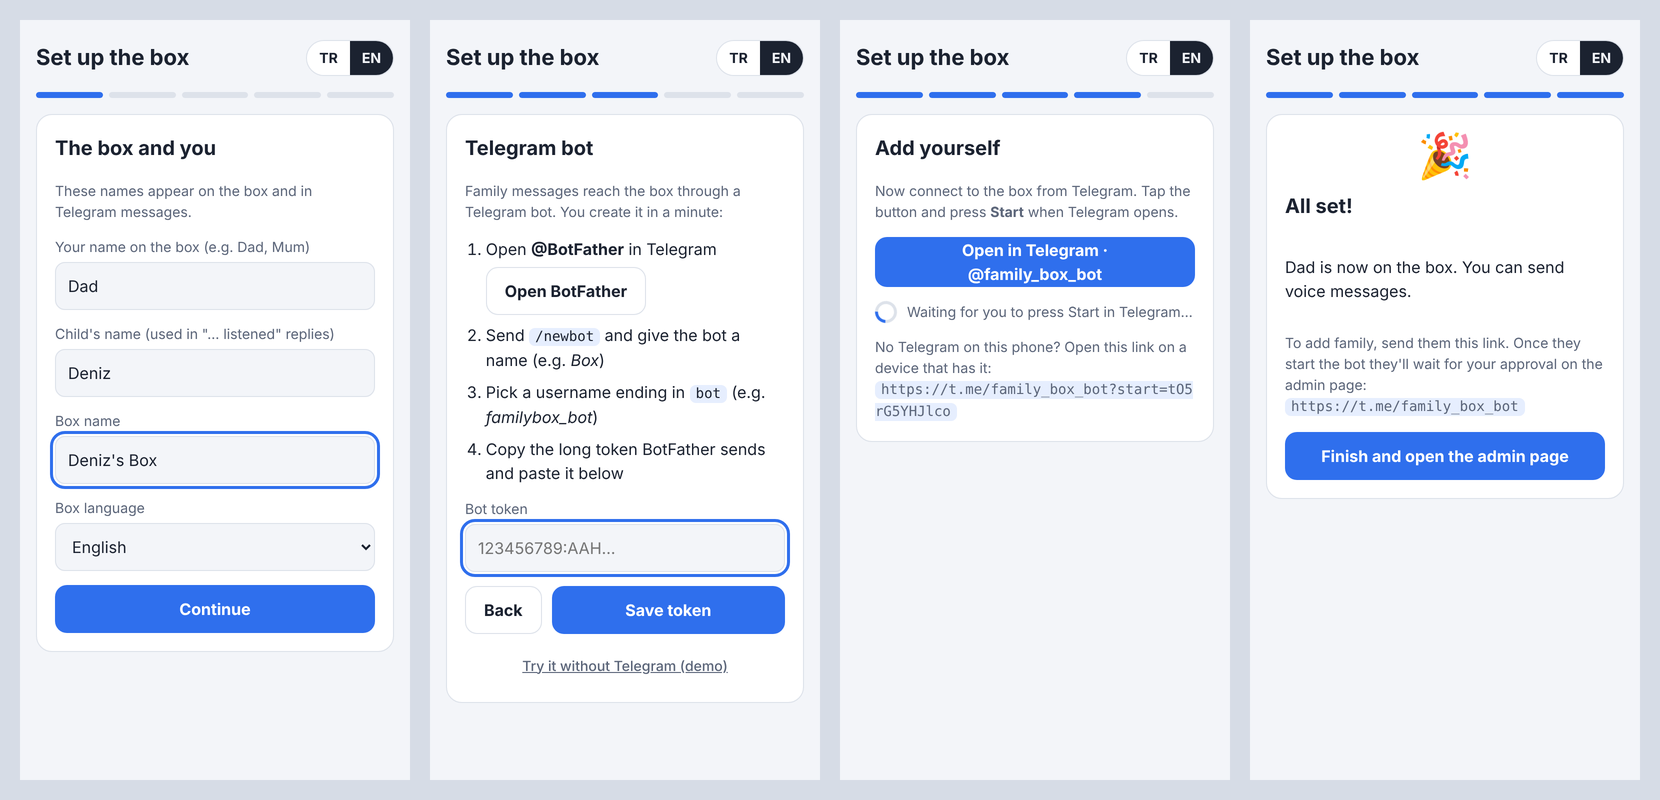 Set up the box
TR EN
The box and you
These names appear on the box and in
Telegram messages.
Your name on the box (e.g. Dad, Mum)
Dad
Child's name (used in "... listened" replies)
Deniz
Box name
Deniz's Box
Box language
English
Continue
Set up the box
TR EN
Telegram bot
Family messages reach the box through a
Telegram bot. You create it in a minute:
1. Open @BotFather in Telegram
Open BotFather
2. Send /newbot and give the bot a
name (e.g. Box)
3. Pick a username ending in bot (e.g.
familybox_bot)
4. Copy the long token BotFather sends
and paste it below
Bot token
123456789:AAH...
Back
Save token
Try it without Telegram (demo)
Set up the box
TR EN
Add yourself
Now connect to the box from Telegram. Tap the
button and press Start when Telegram opens.
Open in Telegram ·
@family_box_bot
Waiting for you to press Start in Telegram...
No Telegram on this phone? Open this link on a
device that has it:
https://t.me/family_box_bot?start=tO5
rG5YHJlco
Set up the box
TR EN
All set!
Dad is now on the box. You can send
voice messages.
To add family, send them this link. Once they
start the bot they'll wait for your approval on the
admin page:
https://t.me/family_box_bot
Finish and open the admin page